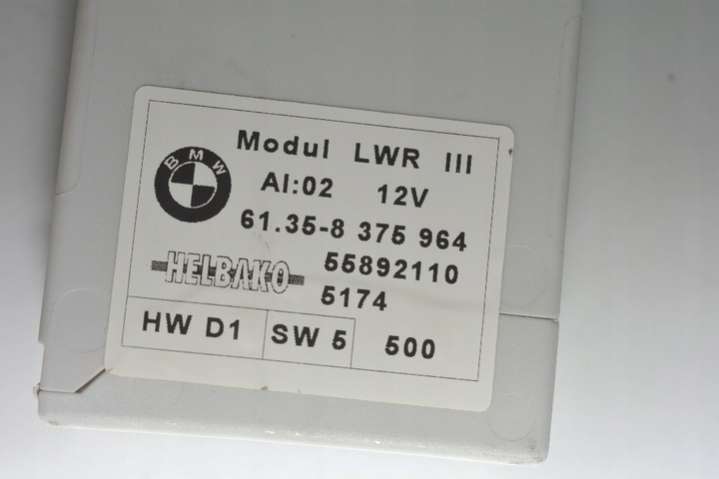 BMW
Modul LWR III
AI:02 12V
61.35-8 375 964
HELBAKO 55892110
5174
HW D1 SW 5 500